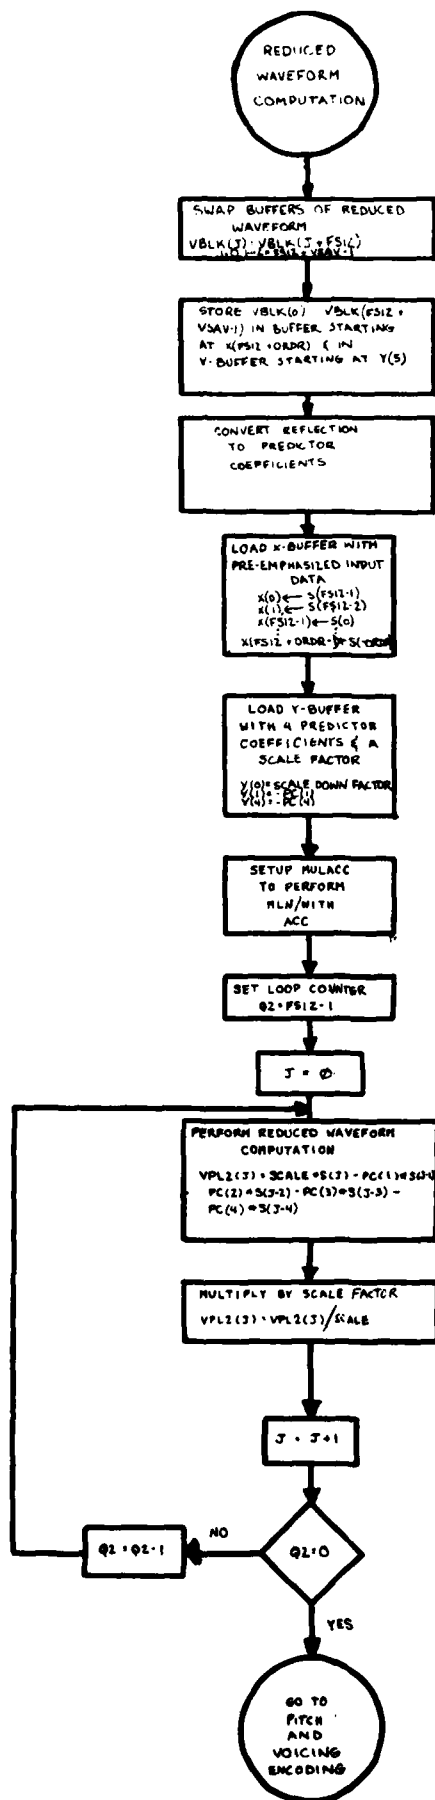 REDUCED
WAVEFORM
COMPUTATION
SWAP BUFFERS OF REDUCED
WAVEFORM
VBLK(J) = VBLK(J + FSIZ)
STORE VBLK(0) VBLK(FSIZ +
VSAV-1) IN BUFFER STARTING
AT X(FSIZ + ORDR) & IN
Y-BUFFER STARTING AT Y(5)
CONVERT REFLECTION
TO PREDICTOR
COEFFICIENTS
LOAD X-BUFFER WITH
PRE-EMPHASIZED INPUT
DATA
X(0) ← S(FSIZ-1)
X(1) ← S(FSIZ-2)
X(FSIZ-1) ← S(0)
X(FSIZ + ORDR-1) ← S(-ORDR)
LOAD Y-BUFFER
WITH 4 PREDICTOR
COEFFICIENTS & A
SCALE FACTOR
Y(0) = SCALE DOWN FACTOR
Y(1) = -PC(1)
Y(4) = -PC(4)
SETUP MULACC
TO PERFORM
MLN/WITH
ACC
SET LOOP COUNTER
Q2 = FSIZ-1
J = 0
PERFORM REDUCED WAVEFORM
COMPUTATION
VPL2(J) = SCALE * S(J) - PC(1) * S(J-1)
PC(2) * S(J-2) - PC(3) * S(J-3) -
PC(4) * S(J-4)
MULTIPLY BY SCALE FACTOR
VPL2(J) = VPL2(J)/SCALE
J = J+1
NO
Q2 = Q2-1
Q2=0
YES
GO TO
PITCH
AND
VOICING
ENCODING